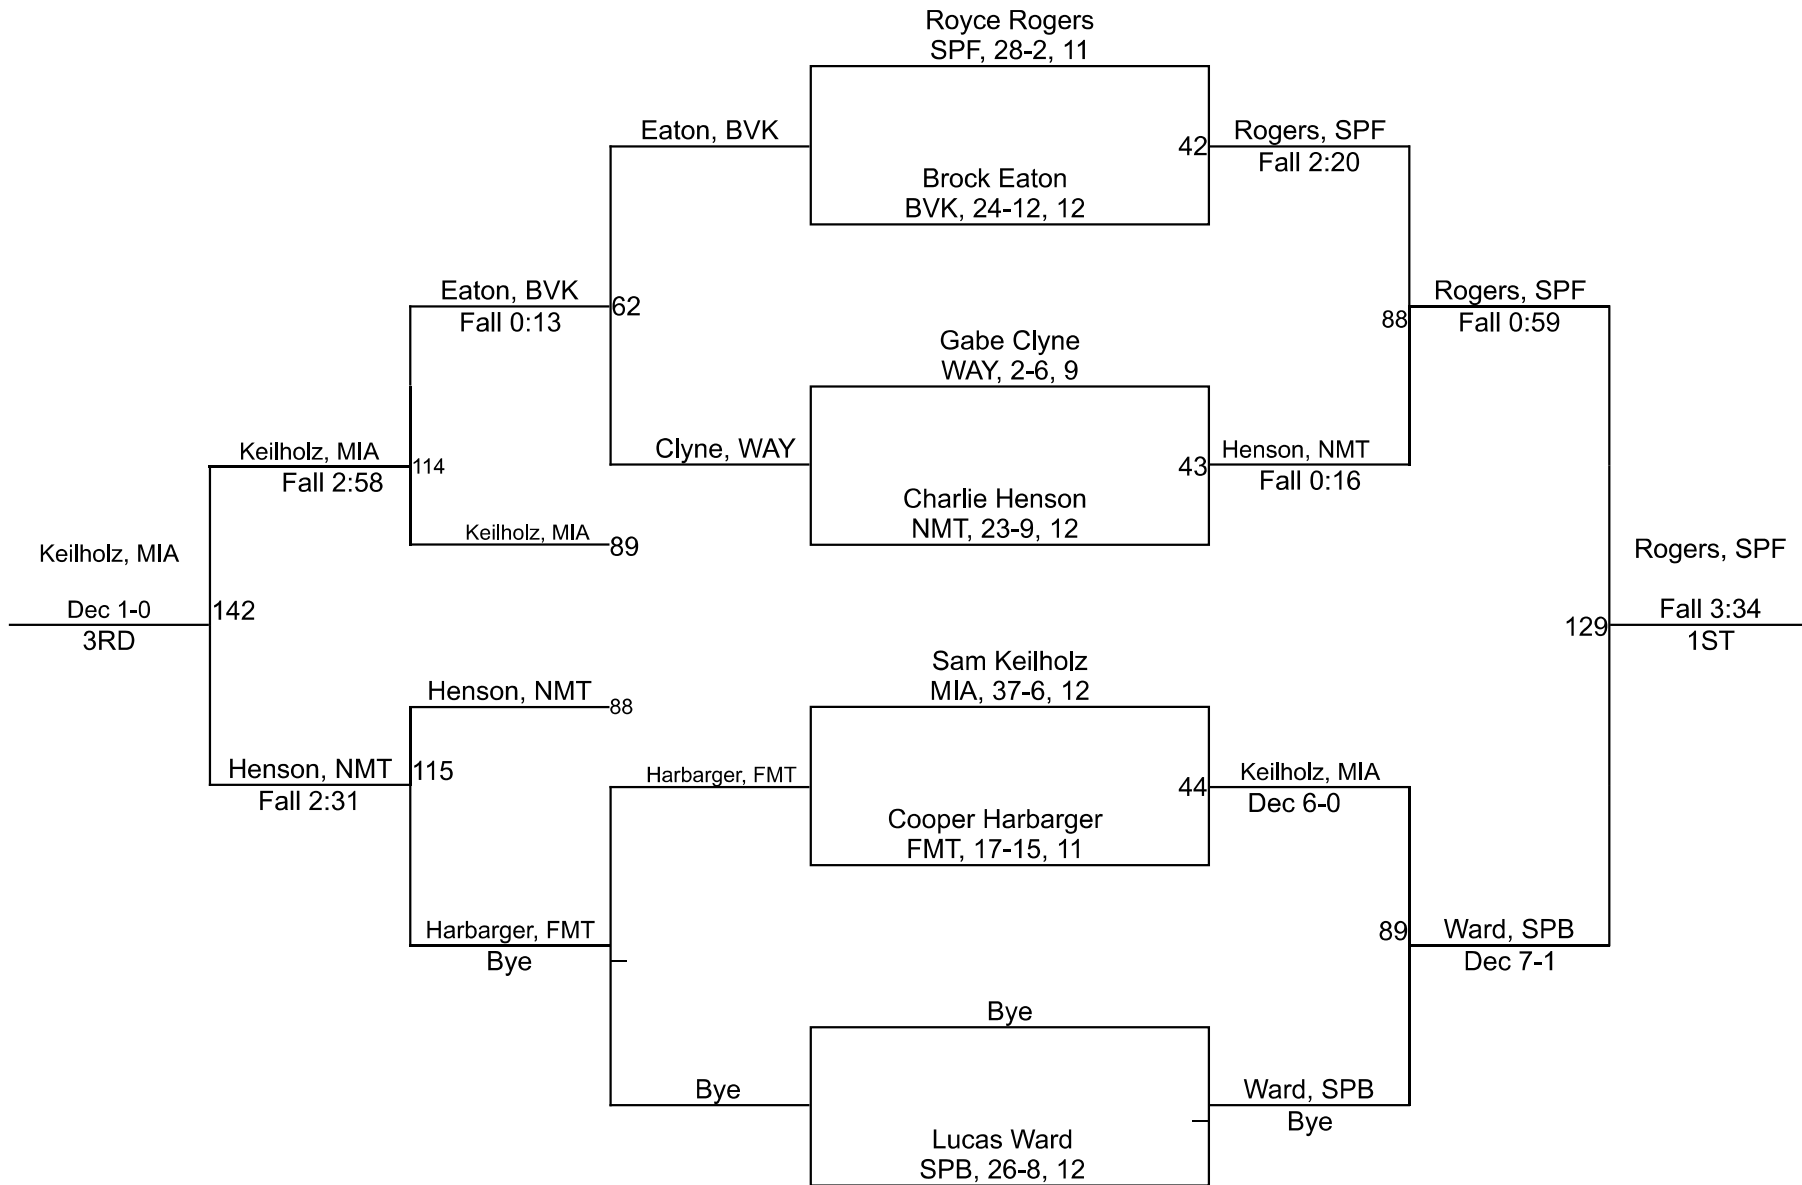 Royce Rogers
SPF, 28-2, 11
Eaton, BVK
42
Rogers, SPF
Fall 2:20
Brock Eaton
BVK, 24-12, 12
Eaton, BVK
Fall 0:13
62
88
Rogers, SPF
Fall 0:59
Gabe Clyne
WAY, 2-6, 9
Keilholz, MIA
Fall 2:58
114
Clyne, WAY
43
Henson, NMT
Fall 0:16
Charlie Henson
NMT, 23-9, 12
Keilholz, MIA
89
Keilholz, MIA
Dec 1-0
3RD
142
Rogers, SPF
129
Fall 3:34
1ST
Sam Keilholz
MIA, 37-6, 12
Henson, NMT
88
Henson, NMT
Fall 2:31
115
Harbarger, FMT
44
Keilholz, MIA
Dec 6-0
Cooper Harbarger
FMT, 17-15, 11
Harbarger, FMT
Bye
89
Ward, SPB
Dec 7-1
Bye
Bye
Ward, SPB
Bye
Lucas Ward
SPB, 26-8, 12